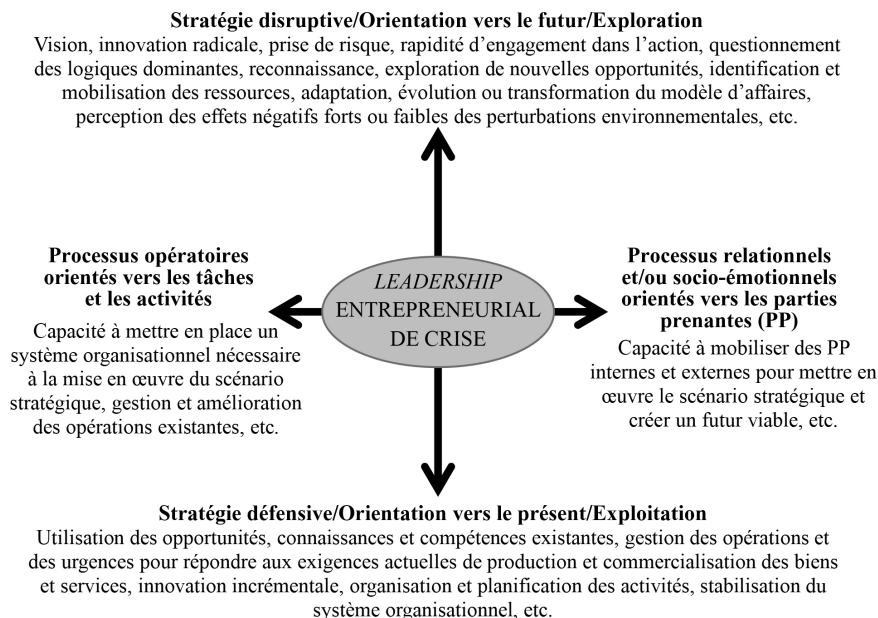 Stratégie disruptive/Orientation vers le futur/Exploration
Vision, innovation radicale, prise de risque, rapidité d’engagement dans l’action, questionnement
des logiques dominantes, reconnaissance, exploration de nouvelles opportunités, identification et
mobilisation des ressources, adaptation, évolution ou transformation du modèle d’affaires,
perception des effets négatifs forts ou faibles des perturbations environnementales, etc.
Processus opératoires
orientés vers les tâches
et les activités
Capacité à mettre en place un
système organisationnel nécessaire
à la mise en œuvre du scénario
stratégique, gestion et amélioration
des opérations existantes, etc.
LEADERSHIP
ENTREPRENEURIAL
DE CRISE
Processus relationnels
et/ou socio-émotionnels
orientés vers les parties
prenantes (PP)
Capacité à mobiliser des PP
internes et externes pour mettre en
œuvre le scénario stratégique et
créer un futur viable, etc.
Stratégie défensive/Orientation vers le présent/Exploitation
Utilisation des opportunités, connaissances et compétences existantes, gestion des opérations et
des urgences pour répondre aux exigences actuelles de production et commercialisation des biens
et services, innovation incrémentale, organisation et planification des activités, stabilisation du
système organisationnel, etc.